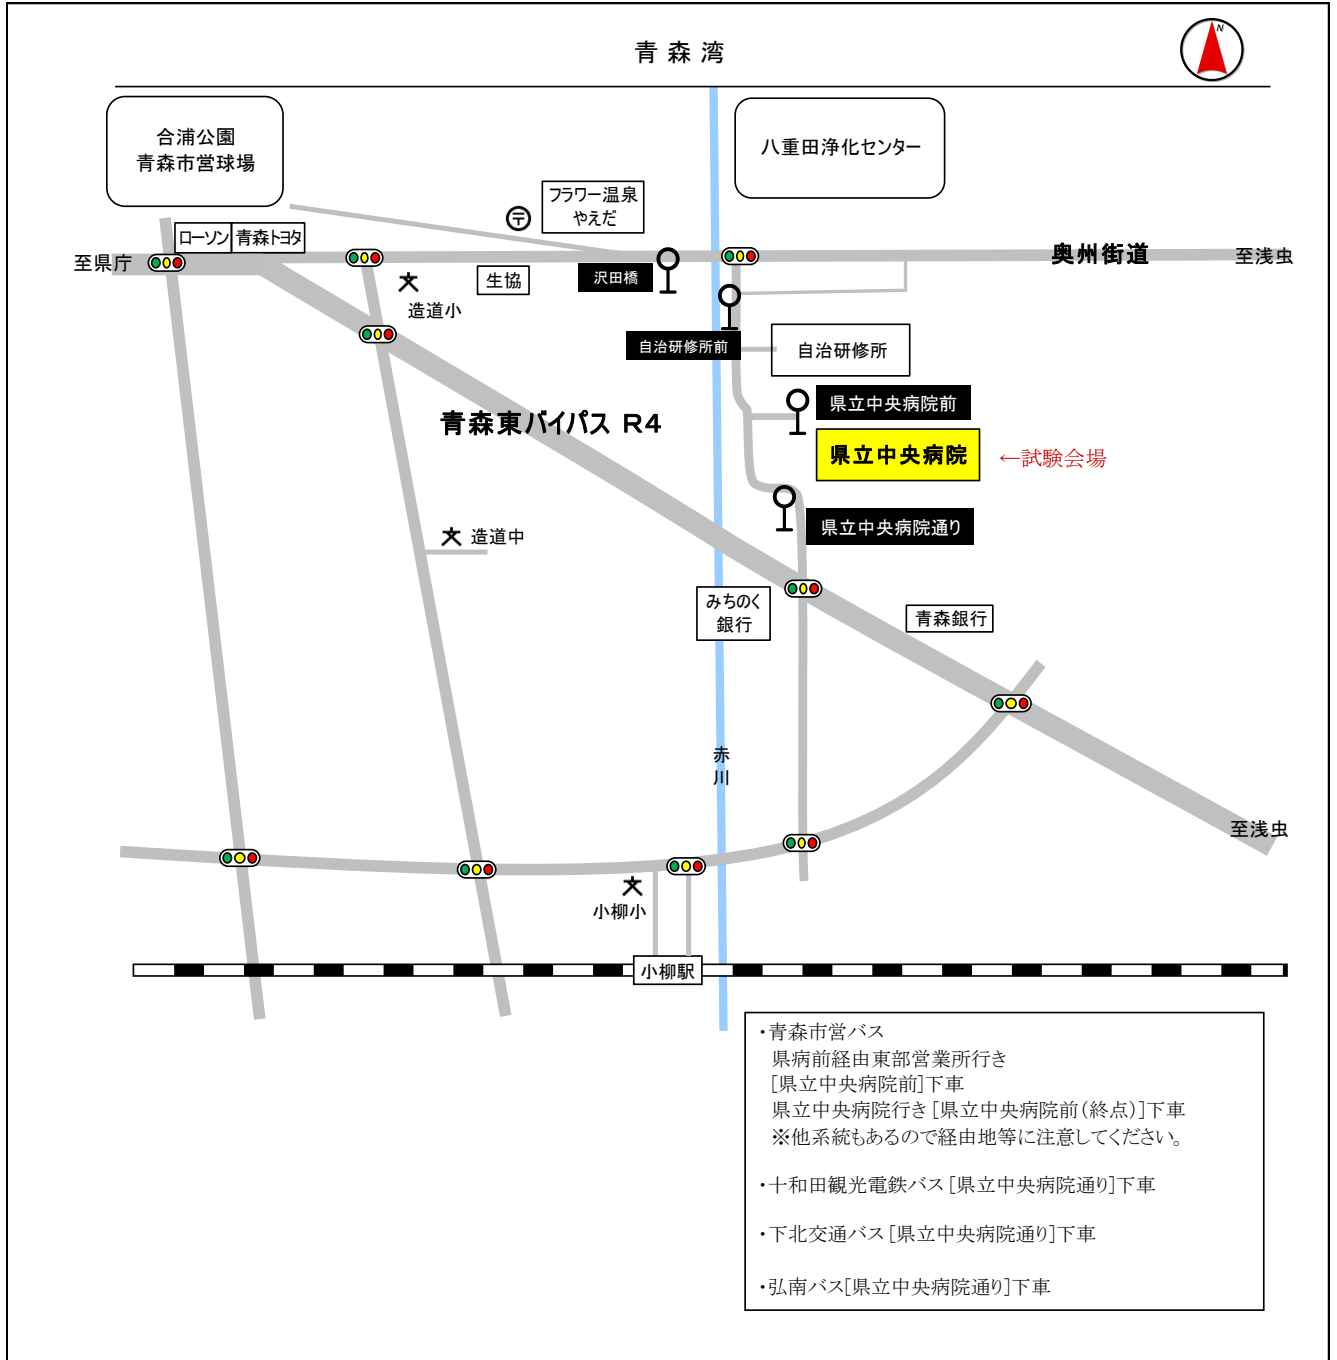 青 森 湾
N
合浦公園
青森市営球場
八重田浄化センター
フラワー温泉
やえだ
〒
ローソン
青森トヨタ
至県庁
奥州街道
至浅虫
沢田橋
生協
文
造道小
自治研修所前
自治研修所
県立中央病院前
青森東バイパス R4
県立中央病院
←試験会場
県立中央病院通り
文 造道中
みちのく
銀行
青森銀行
赤
川
至浅虫
文
小柳小
小柳駅
・青森市営バス
県病前経由東部営業所行き
[県立中央病院前]下車
県立中央病院行き [県立中央病院前(終点)]下車
※他系統もあるので経由地等に注意してください。
・十和田観光電鉄バス [県立中央病院通り]下車
・下北交通バス [県立中央病院通り]下車
・弘南バス[県立中央病院通り]下車